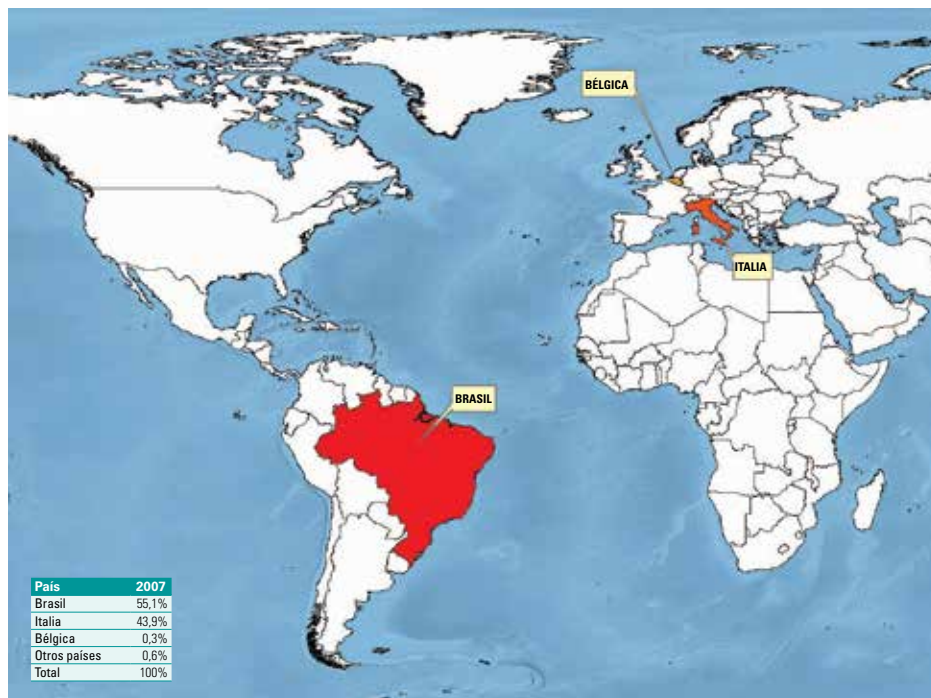 BÉLGICA
ITALIA
BRASIL
País 2007
Brasil 55,1%
Italia 43,9%
Bélgica 0,3%
Otros países 0,6%
Total 100%